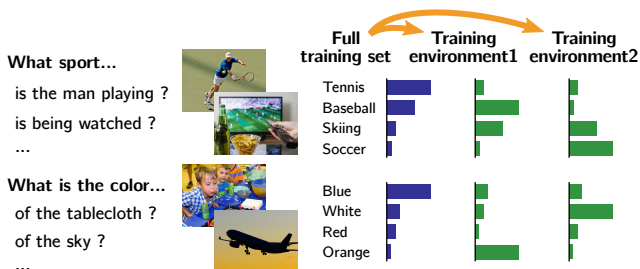 What sport...
is the man playing ?
is being watched ?
...
What is the color...
of the tablecloth ?
of the sky ?
...
Full
training set
Training
environment1
Training
environment2
Tennis
Baseball
Skiing
Soccer
Blue
White
Red
Orange